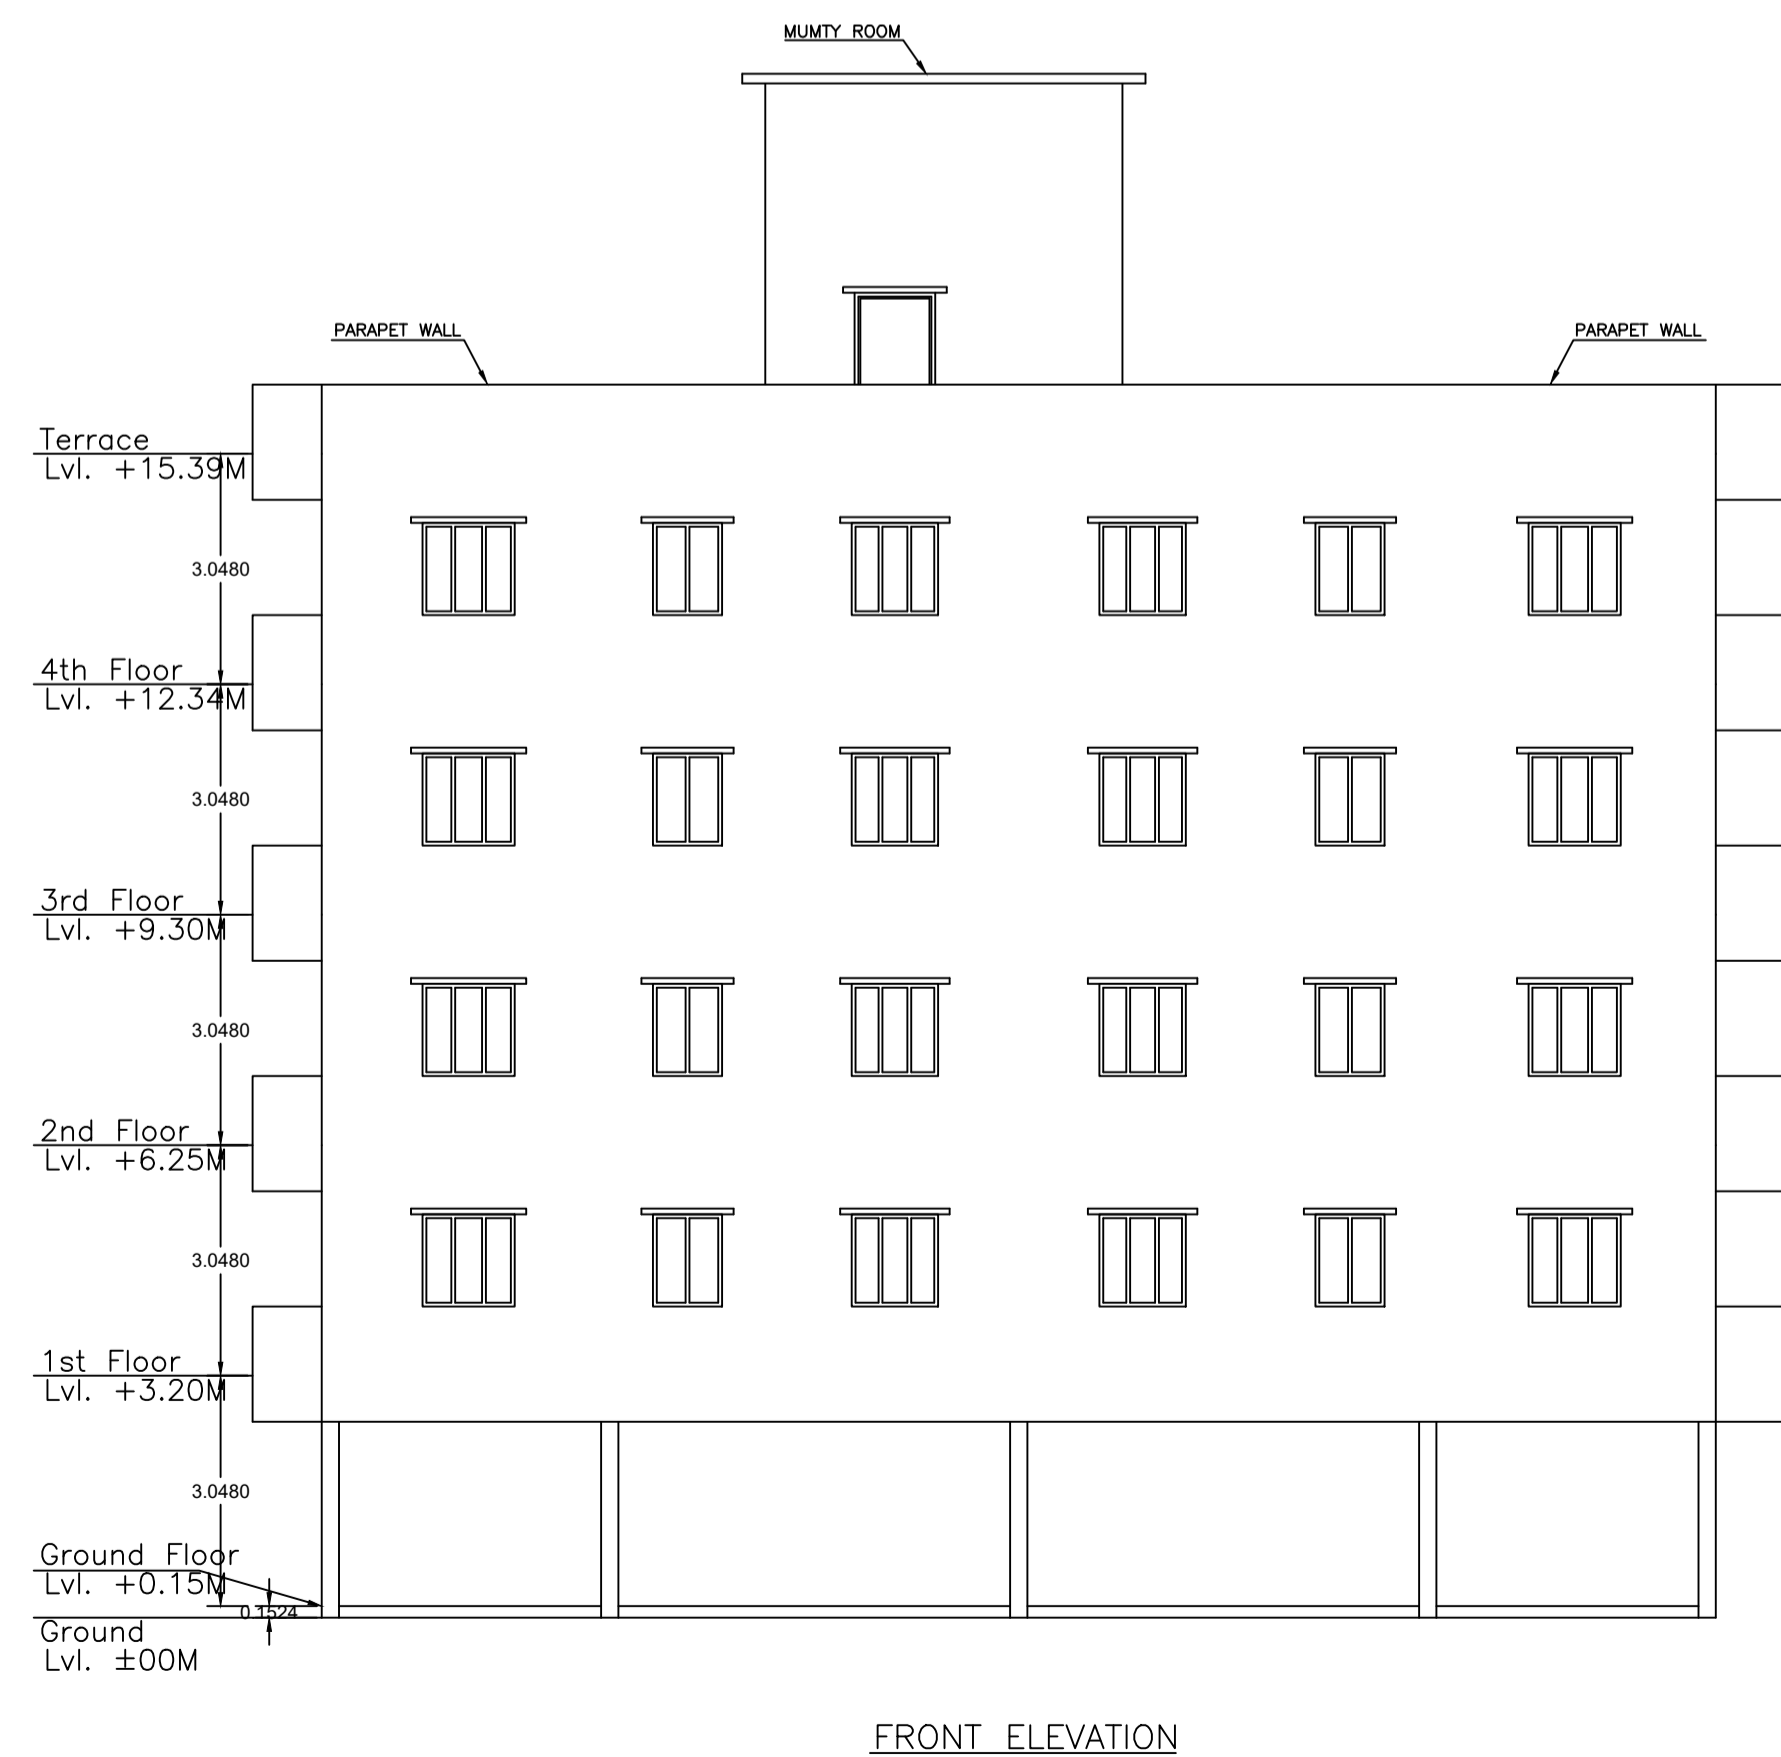 MUMTY ROOM
PARAPET WALL
PARAPET WALL
Terrace
Lvl. +15.39M
3.0480
4th Floor
Lvl. +12.34M
3.0480
3rd Floor
Lvl. +9.30M
3.0480
2nd Floor
Lvl. +6.25M
3.0480
1st Floor
Lvl. +3.20M
3.0480
Ground Floor
Lvl. +0.15M
0.1524
Ground
Lvl. ±00M
FRONT ELEVATION